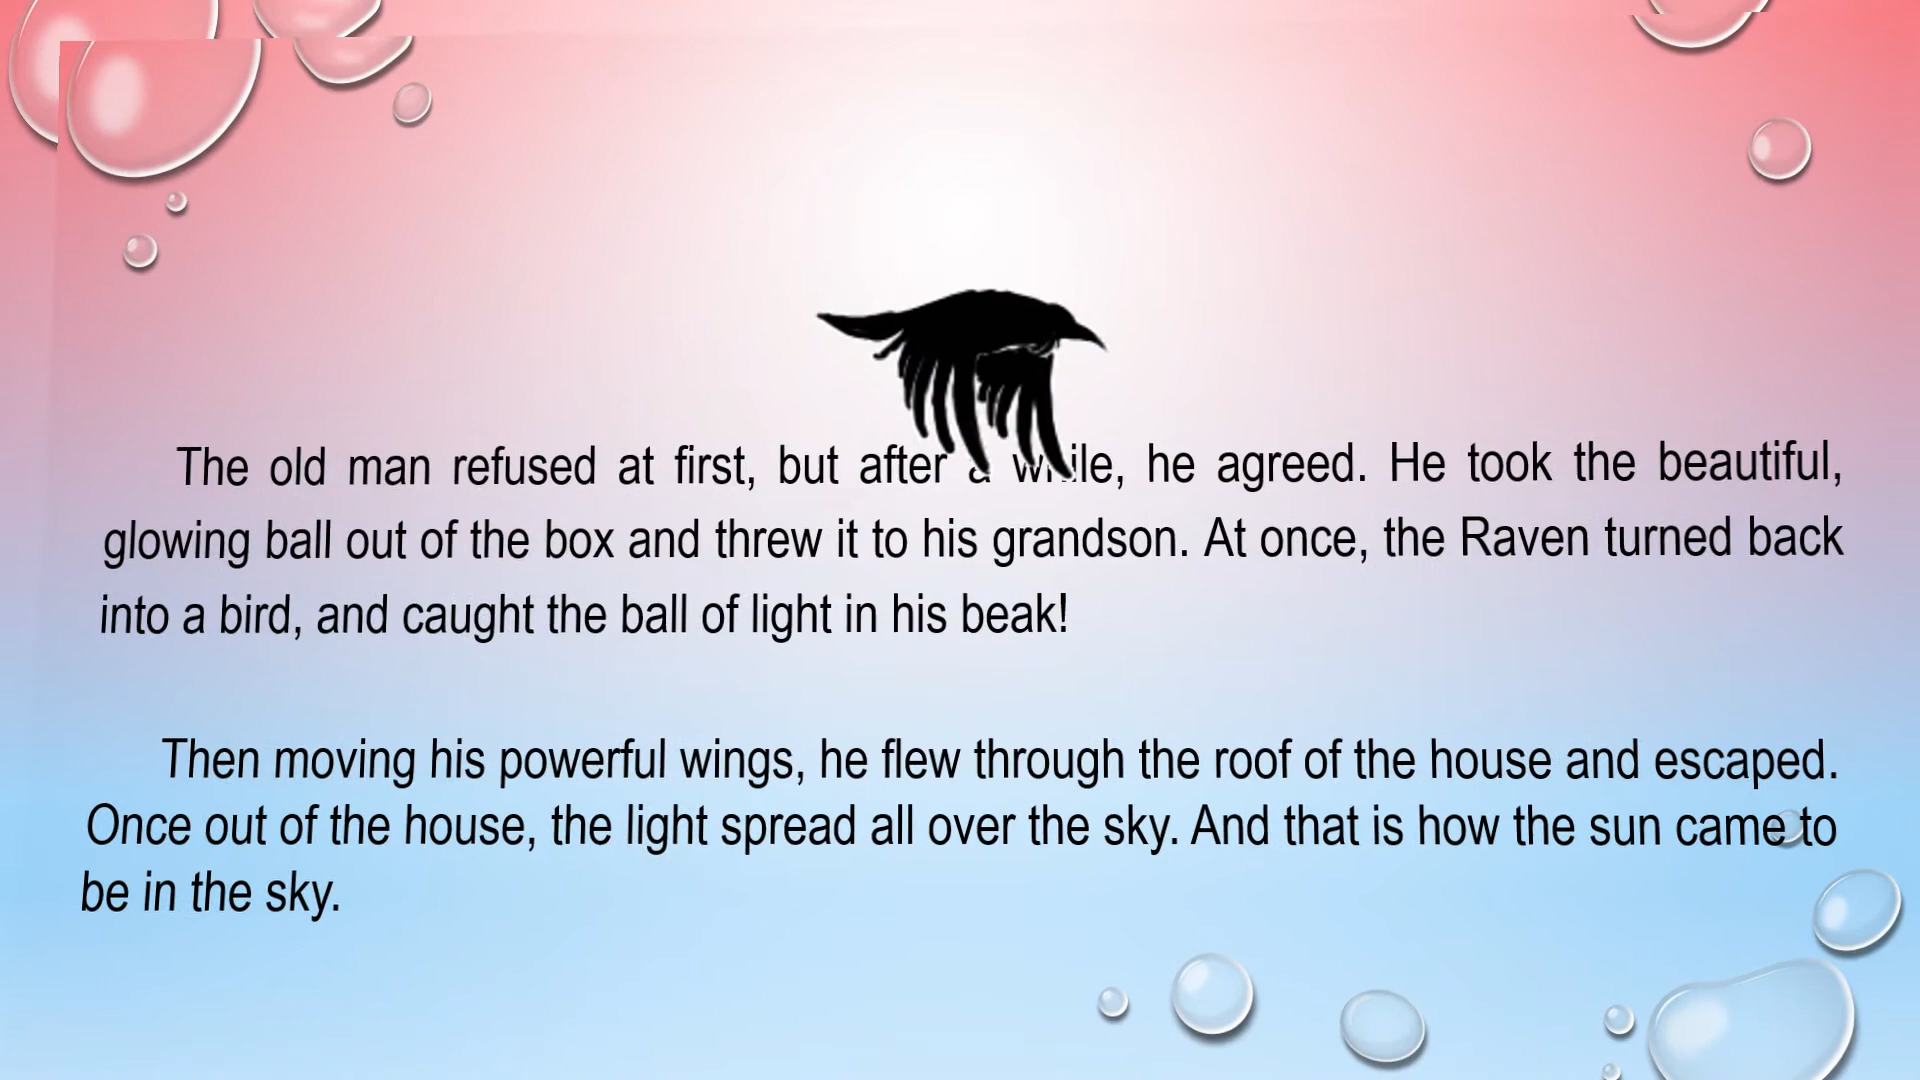 The old man refused at first, but after a while, he agreed. He took the beautiful,
glowing ball out of the box and threw it to his grandson. At once, the Raven turned back
into a bird, and caught the ball of light in his beak!
Then moving his powerful wings, he flew through the roof of the house and escaped.
Once out of the house, the light spread all over the sky. And that is how the sun came to
be in the sky.